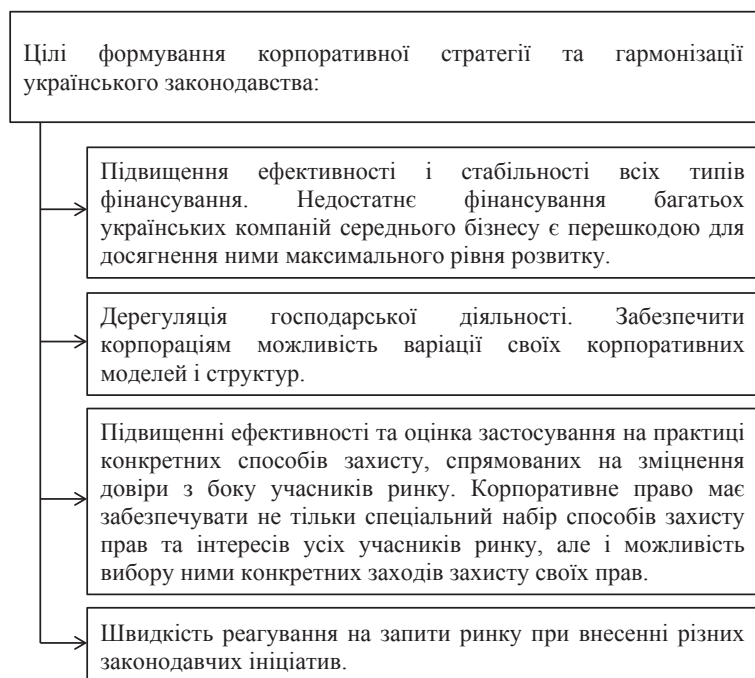 Цілі формування корпоративної стратегії та гармонізації
українського законодавства:
Підвищення ефективності і стабільності всіх типів
фінансування. Недостатнє фінансування багатьох
українських компаній середнього бізнесу є перешкодою для
досягнення ними максимального рівня розвитку.
Дерегуляція господарської діяльності. Забезпечити
корпораціям можливість варіації своїх корпоративних
моделей і структур.
Підвищенні ефективності та оцінка застосування на практиці
конкретних способів захисту, спрямованих на зміцнення
довіри з боку учасників ринку. Корпоративне право має
забезпечувати не тільки спеціальний набір способів захисту
прав та інтересів усіх учасників ринку, але і можливість
вибору ними конкретних заходів захисту своїх прав.
Швидкість реагування на запити ринку при внесенні різних
законодавчих ініціатив.